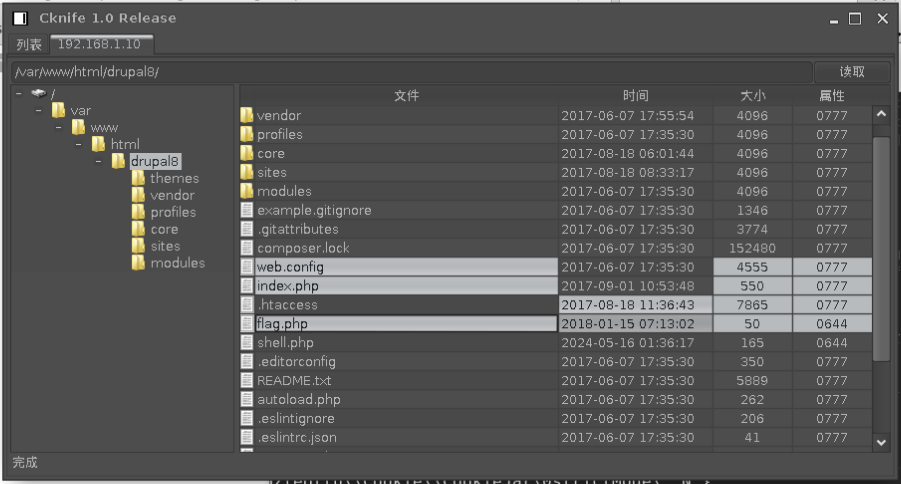 Cknife 1.0 Release
列表 192.168.1.10
/var/www/html/drupal8/ 读取
- /
- var
- www
- html
- drupal8
themes
vendor
profiles
core
sites
modules
文件 时间 大小 属性
vendor 2017-06-07 17:55:54 4096 0777
profiles 2017-06-07 17:35:30 4096 0777
core 2017-08-18 06:01:44 4096 0777
sites 2017-08-18 08:33:17 4096 0777
modules 2017-06-07 17:35:30 4096 0777
example.gitignore 2017-06-07 17:35:30 1346 0777
.gitattributes 2017-06-07 17:35:30 3774 0777
composer.lock 2017-06-07 17:35:30 152480 0777
web.config 2017-06-07 17:35:30 4555 0777
index.php 2017-09-01 10:53:48 550 0777
.htaccess 2017-08-18 11:36:43 7865 0777
flag.php 2018-01-15 07:13:02 50 0644
shell.php 2024-05-16 01:36:17 165 0644
.editorconfig 2017-06-07 17:35:30 350 0777
README.txt 2017-06-07 17:35:30 5889 0777
autoload.php 2017-06-07 17:35:30 262 0777
.eslintignore 2017-06-07 17:35:30 206 0777
.eslintrc.json 2017-06-07 17:35:30 41 0777
完成